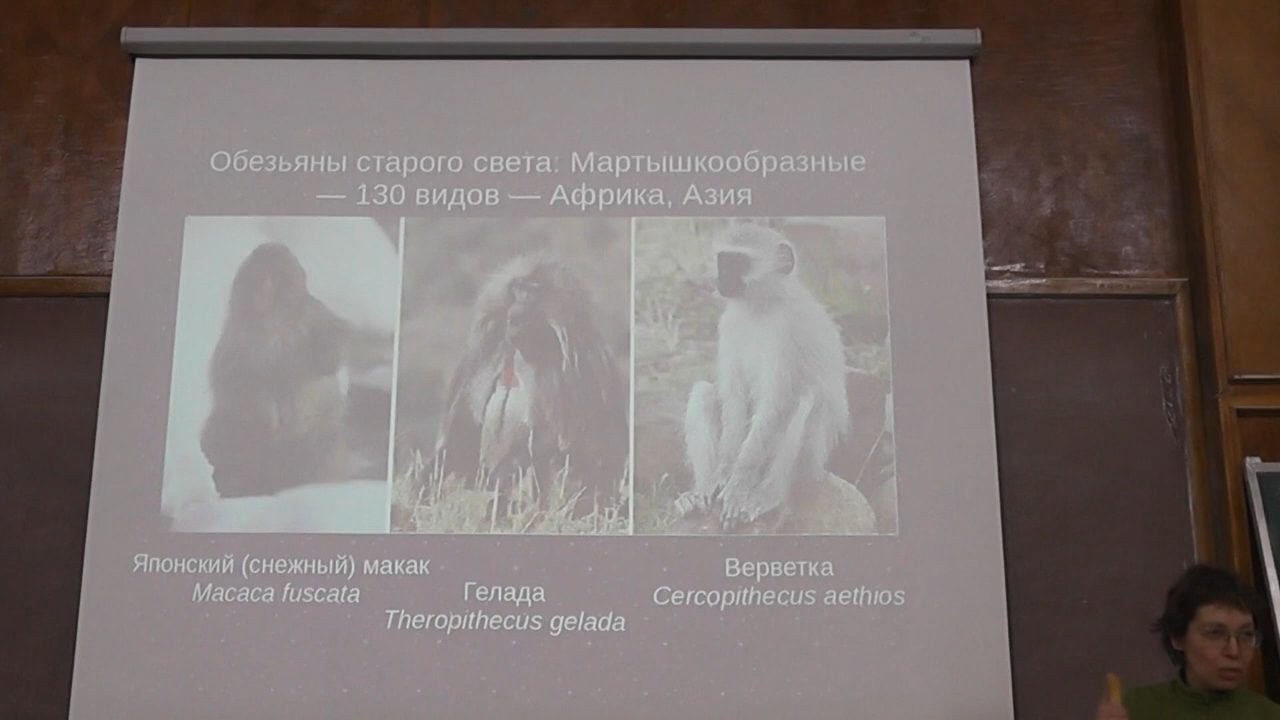 Обезьяны старого света: Мартышкообразные
— 130 видов — Африка, Азия
Японский (снежный) макак
Macaca fuscata
Гелада
Theropithecus gelada
Верветка
Cercopithecus aethios